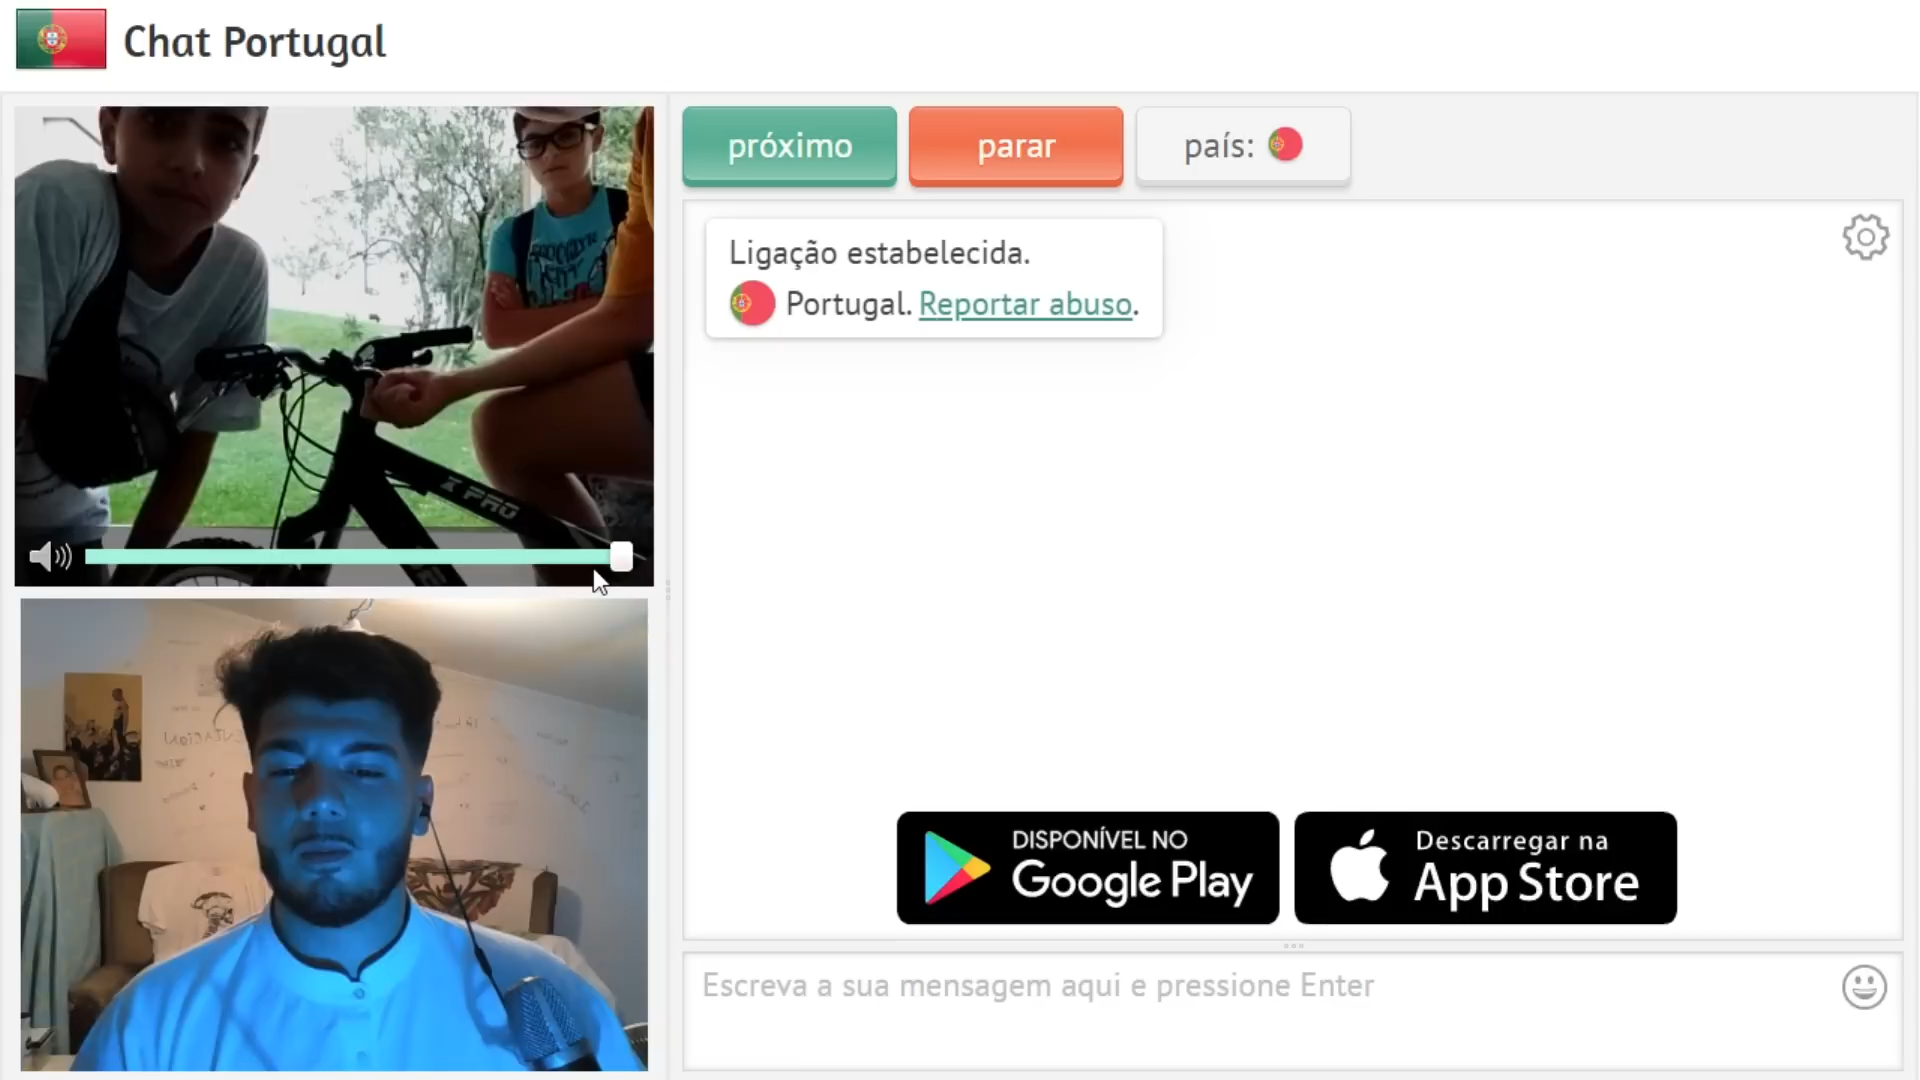 Chat Portugal
próximo
parar
país:
Ligação estabelecida.
Portugal. Reportar abuso.
X PRO
DISPONÍVEL NO
Google Play
Descarregar na
App Store
Escreva a sua mensagem aqui e pressione Enter